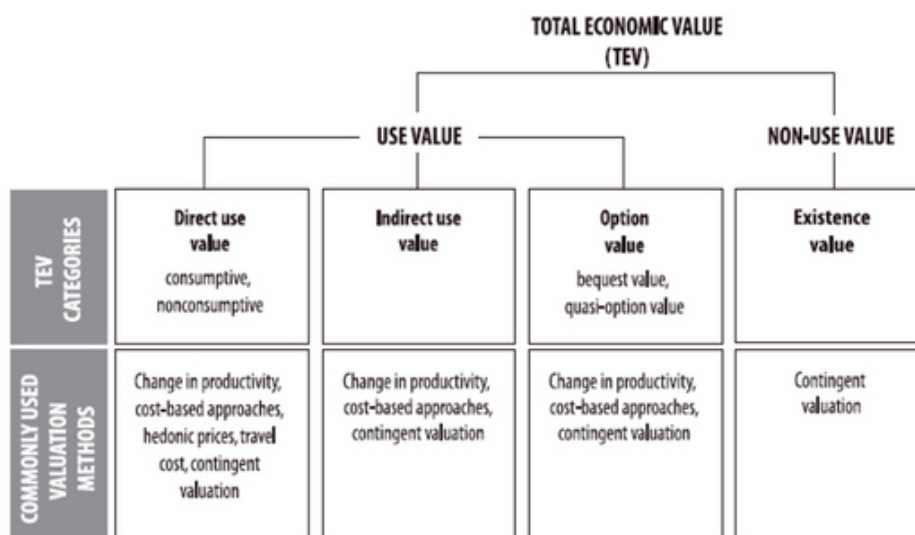 TOTAL ECONOMIC VALUE
(TEV)
USE VALUE
NON-USE VALUE
TEV
CATEGORIES
Direct use
value
consumptive,
nonconsumptive
Indirect use
value
Option
value
bequest value,
quasi-option value
Existence
value
COMMONLY USED
VALUATION
METHODS
Change in productivity,
cost-based approaches,
hedonic prices, travel
cost, contingent
valuation
Change in productivity,
cost-based approaches,
contingent valuation
Change in productivity,
cost-based approaches,
contingent valuation
Contingent
valuation